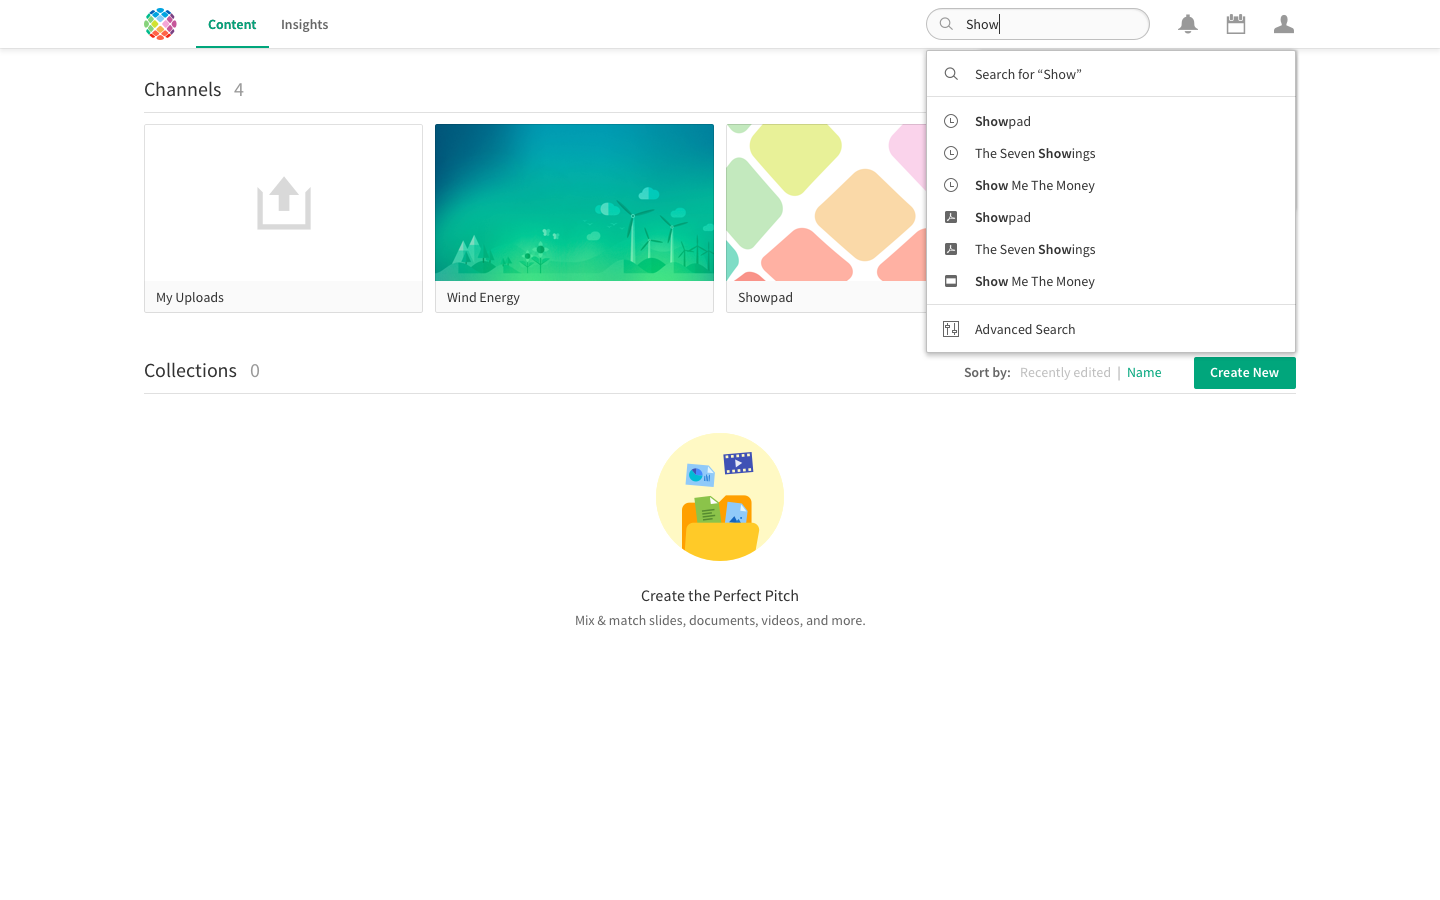 Content Insights Show
Search for “Show”
Channels 4
Showpad
The Seven Showings
Show Me The Money
Showpad
The Seven Showings
Show Me The Money
My Uploads Wind Energy Showpad
Advanced Search
Collections 0 Sort by: Recently edited | Name Create New
Create the Perfect Pitch
Mix & match slides, documents, videos, and more.